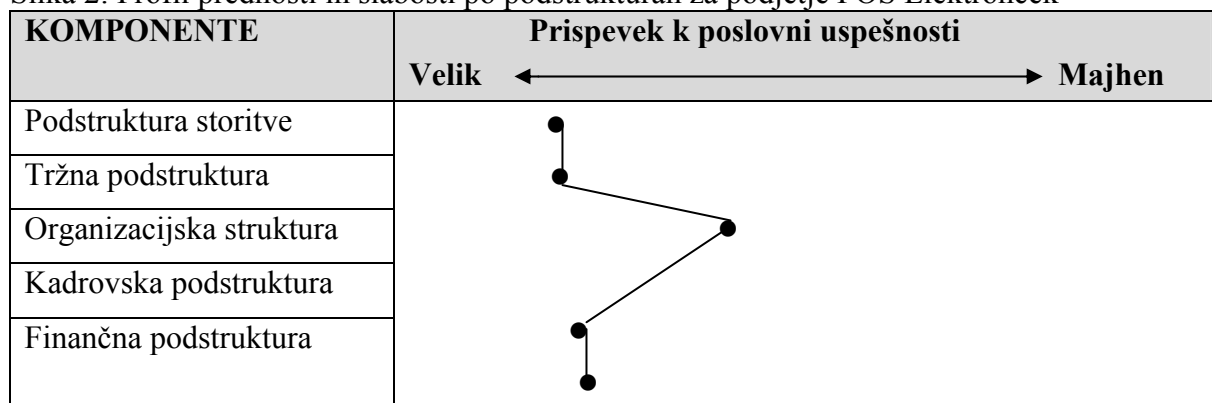 Slika 2: Profil prednosti in slabosti po podstrukturah za podjetje FOS Elektronček
KOMPONENTE
Prispevek k poslovni uspešnosti
Velik Majhen
Podstruktura storitve
Tržna podstruktura
Organizacijska struktura
Kadrovska podstruktura
Finančna podstruktura